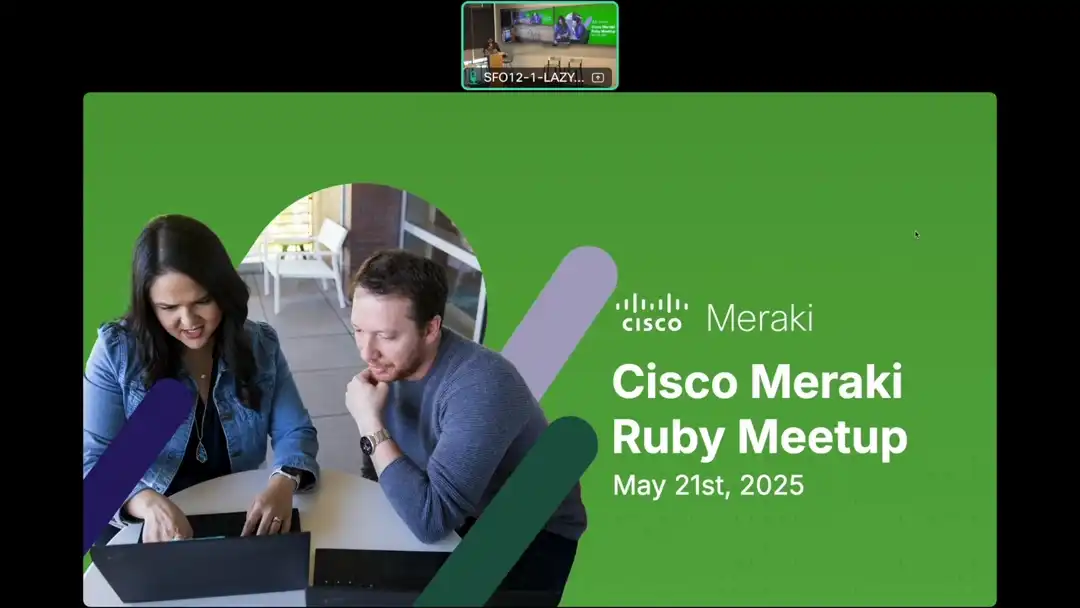 SFO12-1-LAZY...
cisco Meraki
Cisco Meraki
Ruby Meetup
May 21st, 2025